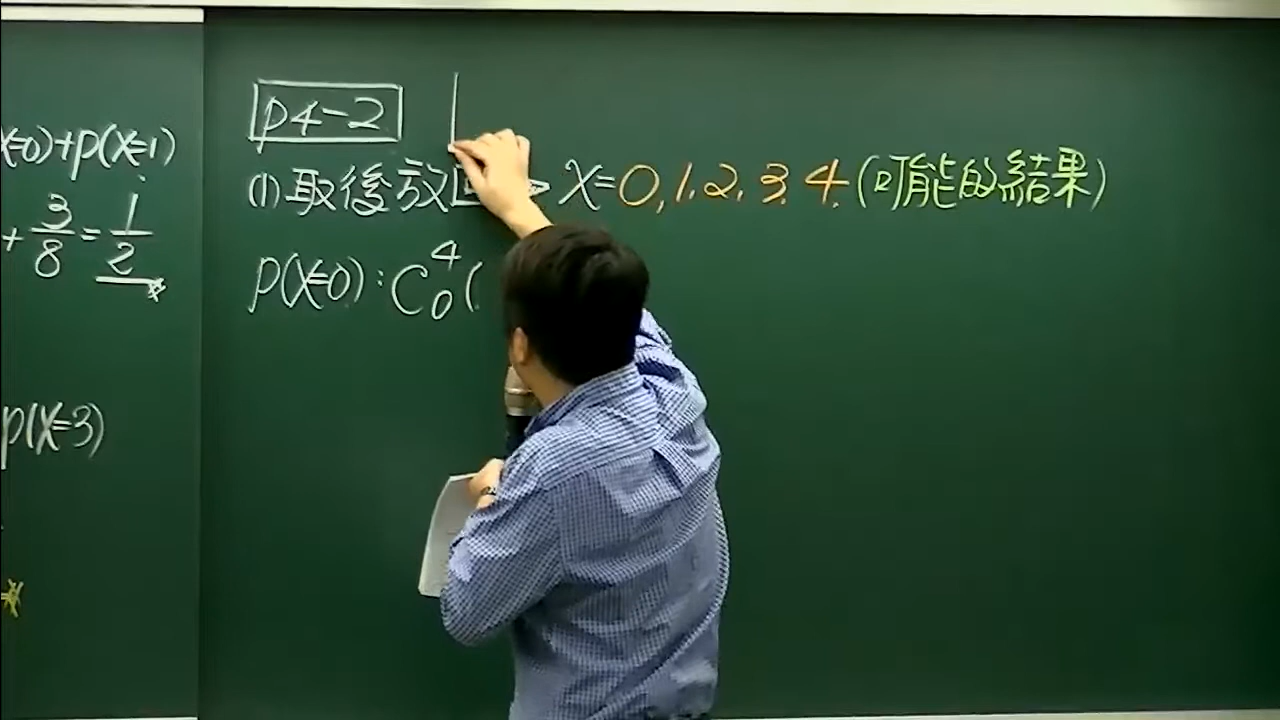 x=0)+p(x=1)
+ 3/8 = 1/2 *
p(x=3)
*
p4-2
(1)取後放回 x=0,1.2.3.4.(可能的結果)
p(x=0):C⁴₀(